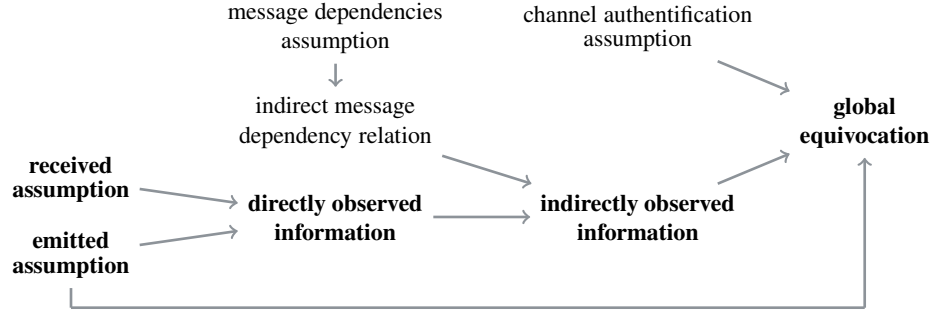 message dependencies
assumption
channel authentification
assumption
indirect message
dependency relation
global
equivocation
received
assumption
directly observed
information
indirectly observed
information
emitted
assumption